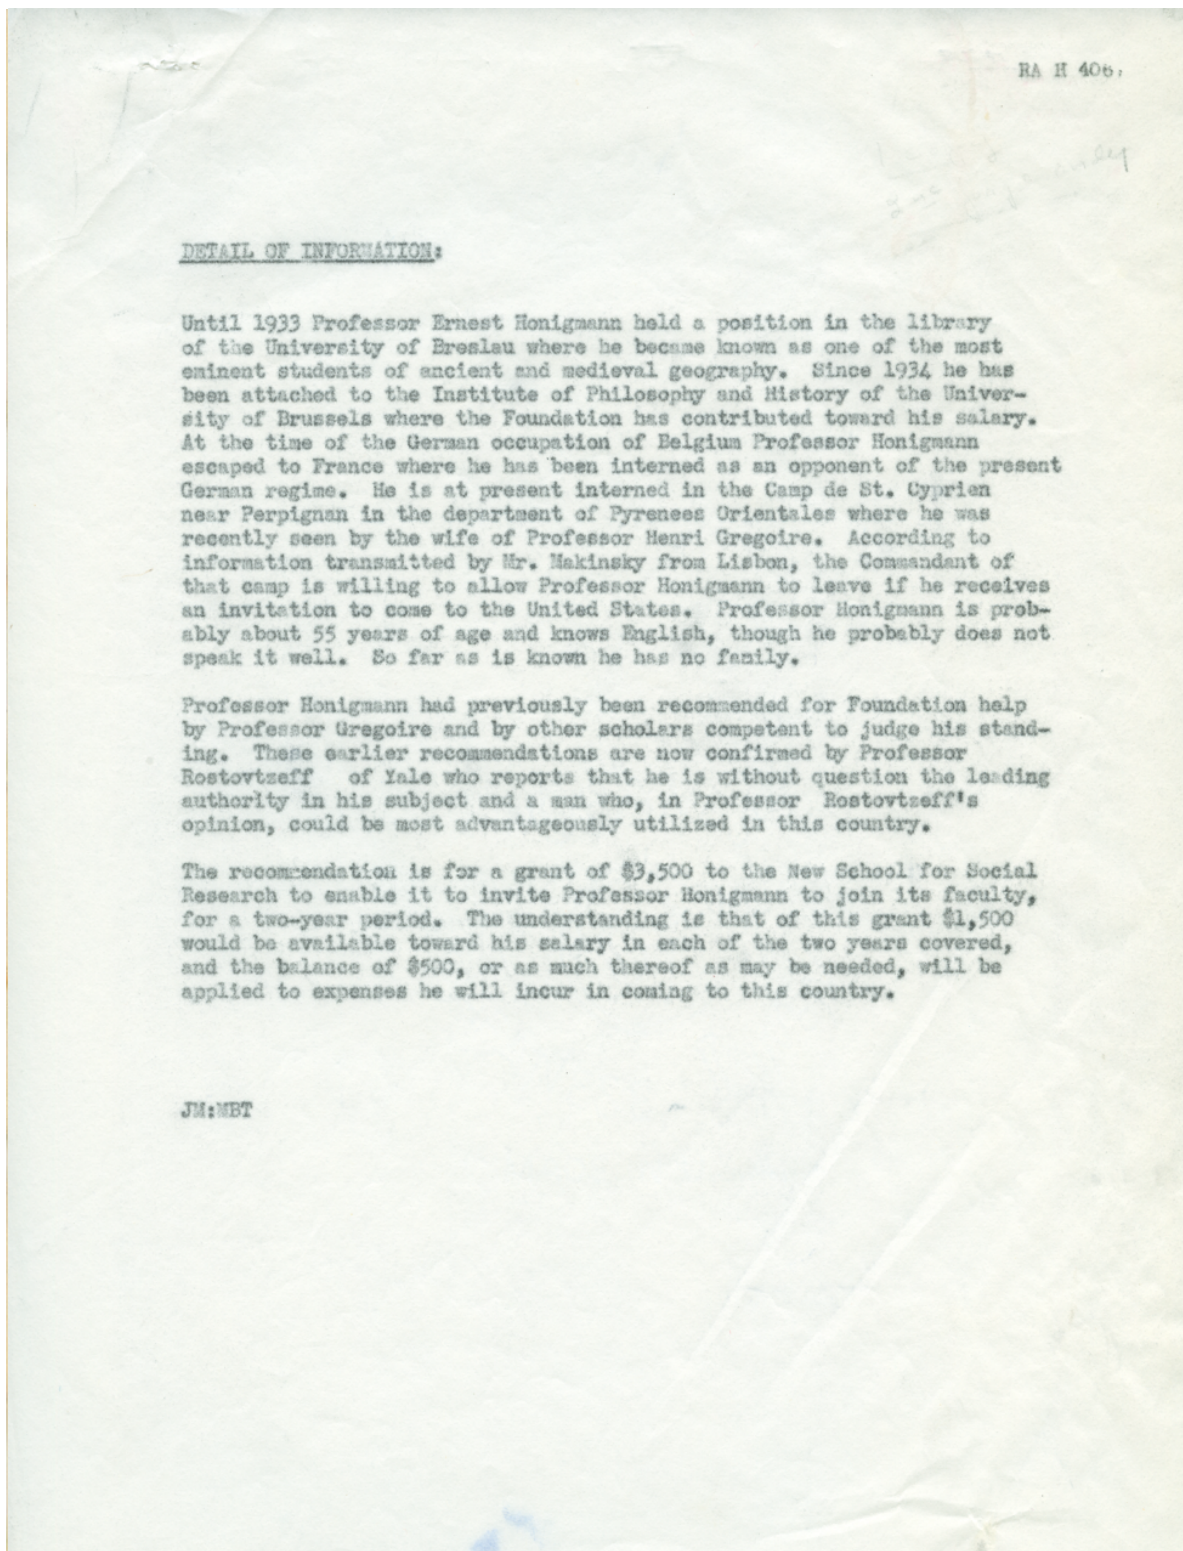 RA H 406.
DETAIL OF INFORMATION:
Until 1933 Professor Ernest Honigmann held a position in the library
of the University of Breslau where he became known as one of the most
eminent students of ancient and medieval geography. Since 1934 he has
been attached to the Institute of Philosophy and History of the Univer-
sity of Brussels where the Foundation has contributed toward his salary.
At the time of the German occupation of Belgium Professor Honigmann
escaped to France where he has been interned as an opponent of the present
German regime. He is at present interned in the Camp de St. Cyprien
near Perpignan in the department of Pyrenees Orientales where he was
recently seen by the wife of Professor Henri Gregoire. According to
information transmitted by Mr. Makinsky from Lisbon, the Commandant of
that camp is willing to allow Professor Honigmann to leave if he receives
an invitation to come to the United States. Professor Honigmann is prob-
ably about 55 years of age and knows English, though he probably does not
speak it well. So far as is known he has no family.
Professor Honigmann had previously been recommended for Foundation help
by Professor Gregoire and by other scholars competent to judge his stand-
ing. These earlier recommendations are now confirmed by Professor
Rostovtzeff of Yale who reports that he is without question the leading
authority in his subject and a man who, in Professor Rostovtzeff's
opinion, could be most advantageously utilized in this country.
The recommendation is for a grant of $3,500 to the New School for Social
Research to enable it to invite Professor Honigmann to join its faculty,
for a two-year period. The understanding is that of this grant $1,500
would be available toward his salary in each of the two years covered,
and the balance of $500, or as much thereof as may be needed, will be
applied to expenses he will incur in coming to this country.
JM:MBT